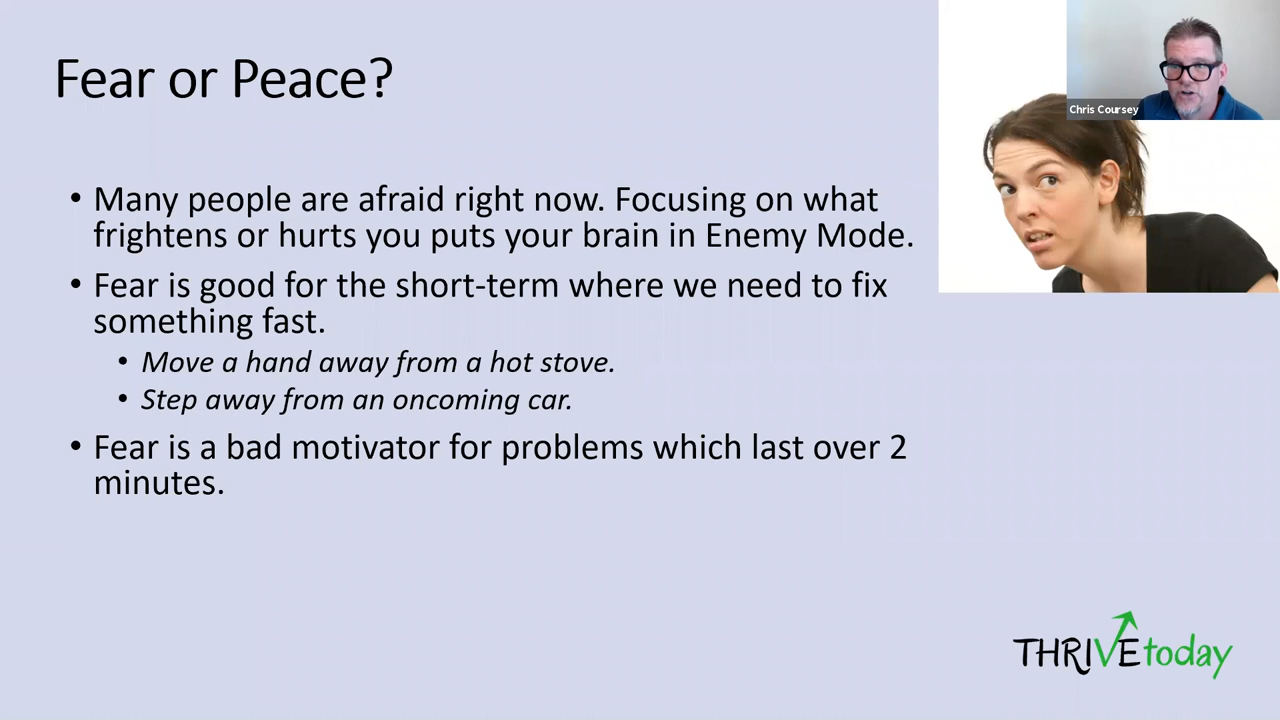 Fear or Peace?
Chris Coursey
• Many people are afraid right now. Focusing on what
frightens or hurts you puts your brain in Enemy Mode.
• Fear is good for the short-term where we need to fix
something fast.
• Move a hand away from a hot stove.
• Step away from an oncoming car.
• Fear is a bad motivator for problems which last over 2
minutes.
THRIVEtoday